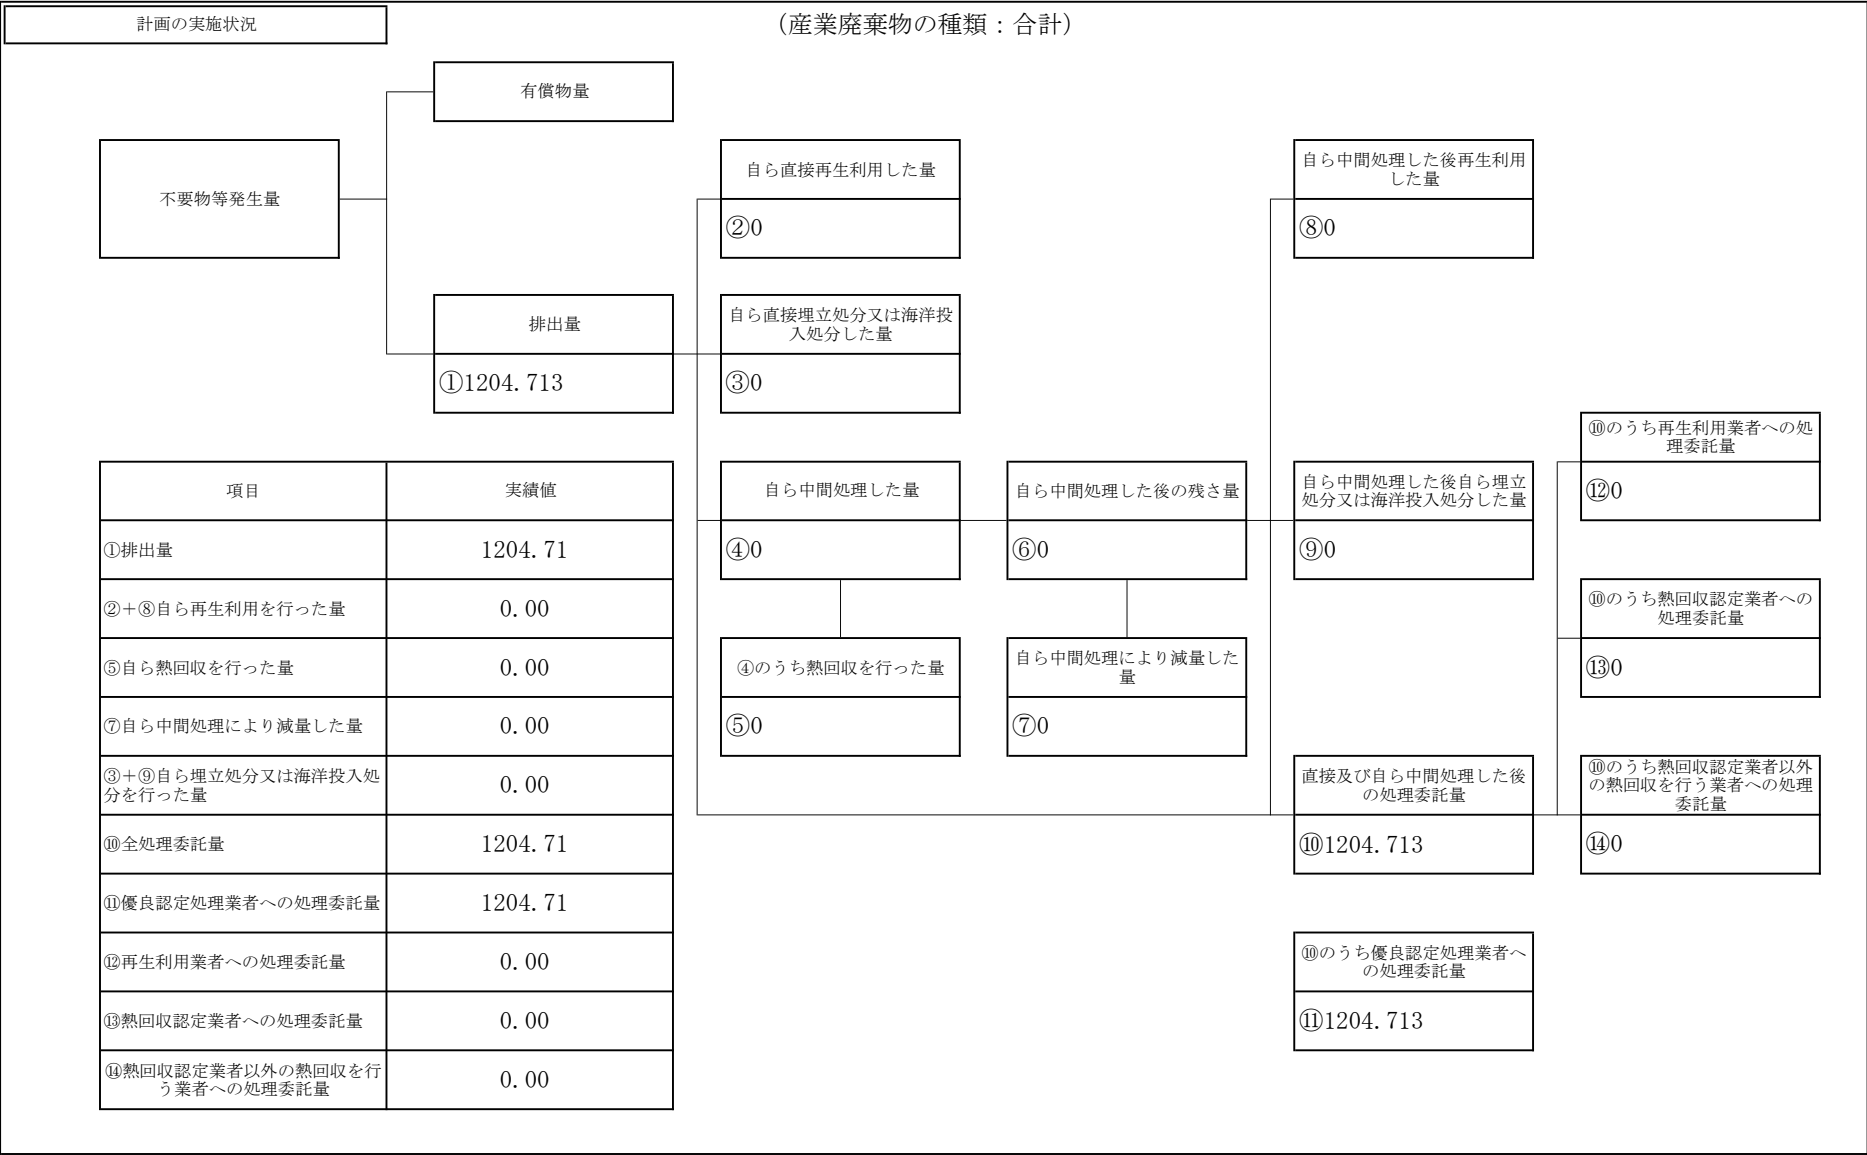 計画の実施状況
（産業廃棄物の種類：合計）
有償物量
不要物等発生量
排出量
①1204.713
自ら直接再生利用した量
②0
自ら直接埋立処分又は海洋投
入処分した量
③0
自ら中間処理した量
④0
④のうち熱回収を行った量
⑤0
自ら中間処理した後の残さ量
⑥0
自ら中間処理により減量した
量
⑦0
自ら中間処理した後再生利用
した量
⑧0
自ら中間処理した後自ら埋立
処分又は海洋投入処分した量
⑨0
直接及び自ら中間処理した後
の処理委託量
⑩1204.713
⑩のうち優良認定処理業者へ
の処理委託量
⑪1204.713
⑩のうち再生利用業者への処
理委託量
⑫0
⑩のうち熱回収認定業者への
処理委託量
⑬0
⑩のうち熱回収認定業者以外
の熱回収を行う業者への処理
委託量
⑭0
項目 実績値
①排出量 1204.71
②＋⑧自ら再生利用を行った量 0.00
⑤自ら熱回収を行った量 0.00
⑦自ら中間処理により減量した量 0.00
③＋⑨自ら埋立処分又は海洋投入処
分を行った量 0.00
⑩全処理委託量 1204.71
⑪優良認定処理業者への処理委託量 1204.71
⑫再生利用業者への処理委託量 0.00
⑬熱回収認定業者への処理委託量 0.00
⑭熱回収認定業者以外の熱回収を行
う業者への処理委託量 0.00